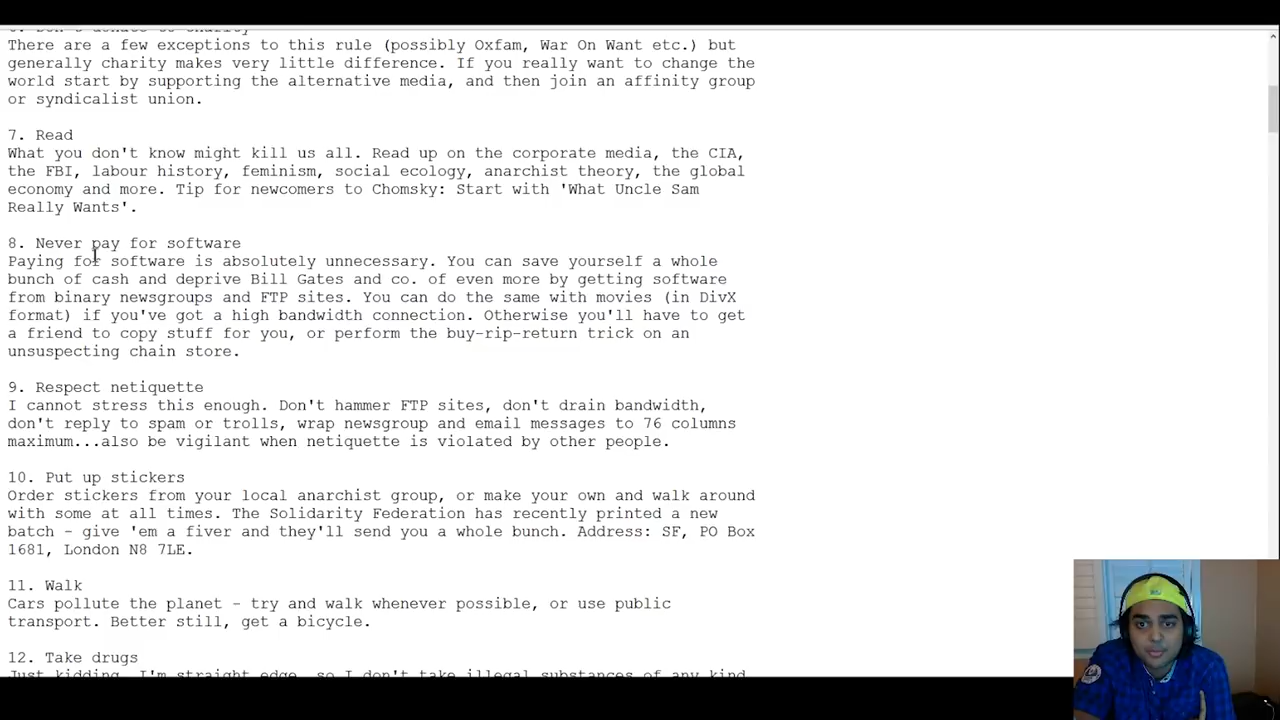 There are a few exceptions to this rule (possibly Oxfam, War On Want etc.) but
generally charity makes very little difference. If you really want to change the
world start by supporting the alternative media, and then join an affinity group
or syndicalist union.
7. Read
What you don't know might kill us all. Read up on the corporate media, the CIA,
the FBI, labour history, feminism, social ecology, anarchist theory, the global
economy and more. Tip for newcomers to Chomsky: Start with 'What Uncle Sam
Really Wants'.
8. Never pay for software
Paying for software is absolutely unnecessary. You can save yourself a whole
bunch of cash and deprive Bill Gates and co. of even more by getting software
from binary newsgroups and FTP sites. You can do the same with movies (in DivX
format) if you've got a high bandwidth connection. Otherwise you'll have to get
a friend to copy stuff for you, or perform the buy-rip-return trick on an
unsuspecting chain store.
9. Respect netiquette
I cannot stress this enough. Don't hammer FTP sites, don't drain bandwidth,
don't reply to spam or trolls, wrap newsgroup and email messages to 76 columns
maximum...also be vigilant when netiquette is violated by other people.
10. Put up stickers
Order stickers from your local anarchist group, or make your own and walk around
with some at all times. The Solidarity Federation has recently printed a new
batch - give 'em a fiver and they'll send you a whole bunch. Address: SF, PO Box
1681, London N8 7LE.
11. Walk
Cars pollute the planet - try and walk whenever possible, or use public
transport. Better still, get a bicycle.
12. Take drugs
Just kidding. I'm straight edge, so I don't take illegal substances of any kind